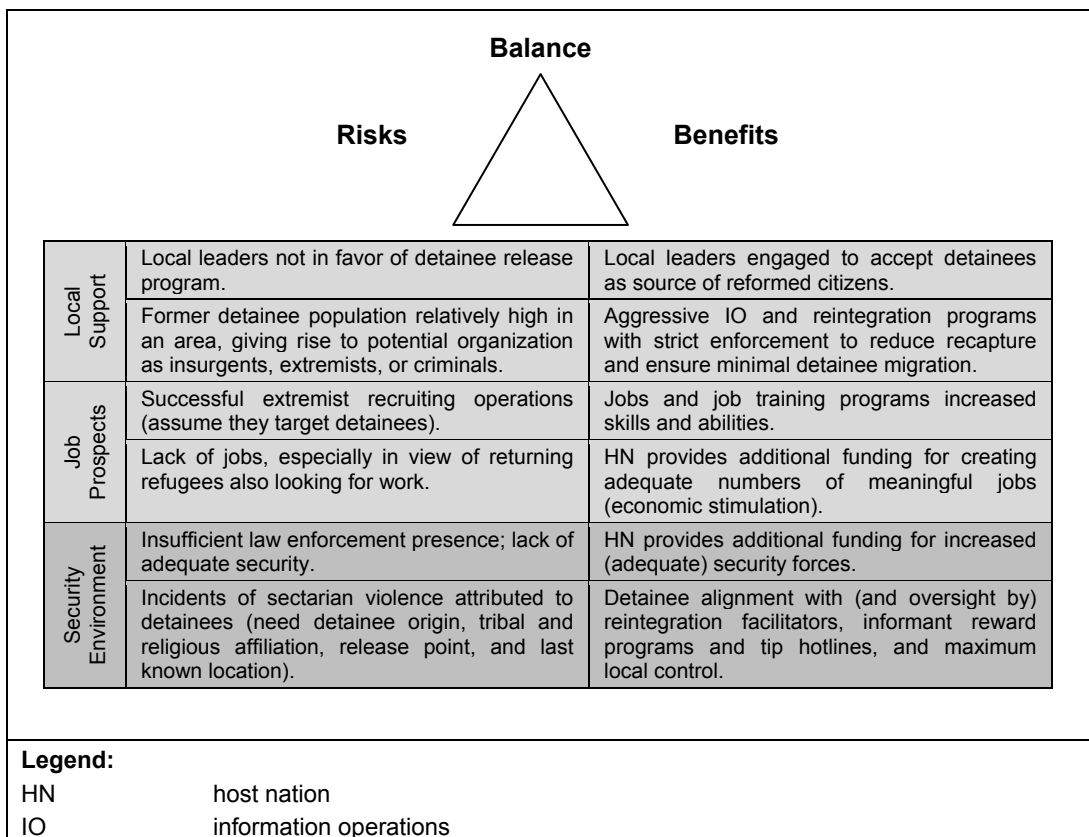 Balance
Risks
Benefits
Local
Support
Local leaders not in favor of detainee release
program.
Local leaders engaged to accept detainees
as source of reformed citizens.
Former detainee population relatively high in
an area, giving rise to potential organization
as insurgents, extremists, or criminals.
Aggressive IO and reintegration programs
with strict enforcement to reduce recapture
and ensure minimal detainee migration.
Job
Prospects
Successful extremist recruiting operations
(assume they target detainees).
Jobs and job training programs increased
skills and abilities.
Lack of jobs, especially in view of returning
refugees also looking for work.
HN provides additional funding for creating
adequate numbers of meaningful jobs
(economic stimulation).
Security
Environment
Insufficient law enforcement presence; lack of
adequate security.
HN provides additional funding for increased
(adequate) security forces.
Incidents of sectarian violence attributed to
detainees (need detainee origin, tribal and
religious affiliation, release point, and last
known location).
Detainee alignment with (and oversight by)
reintegration facilitators, informant reward
programs and tip hotlines, and maximum
local control.
Legend:
HN host nation
IO information operations